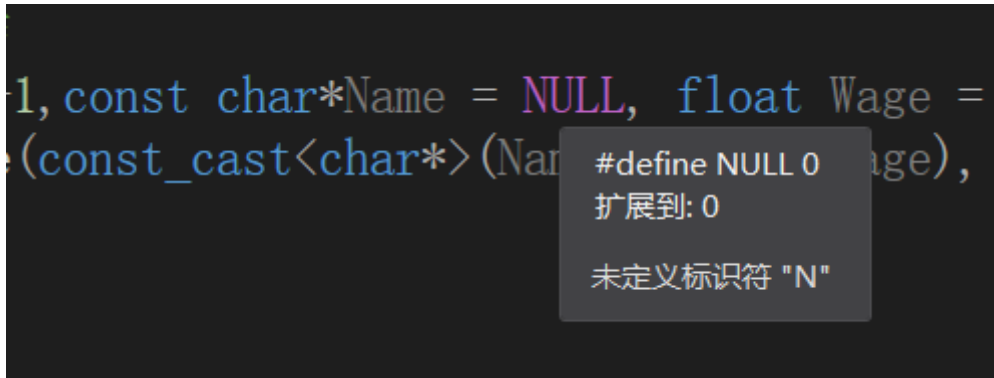 1,const char*Name = NULL, float Wage =
(const_cast<char*>(Nar
age),
#define NULL 0
扩展到: 0
未定义标识符 "N"